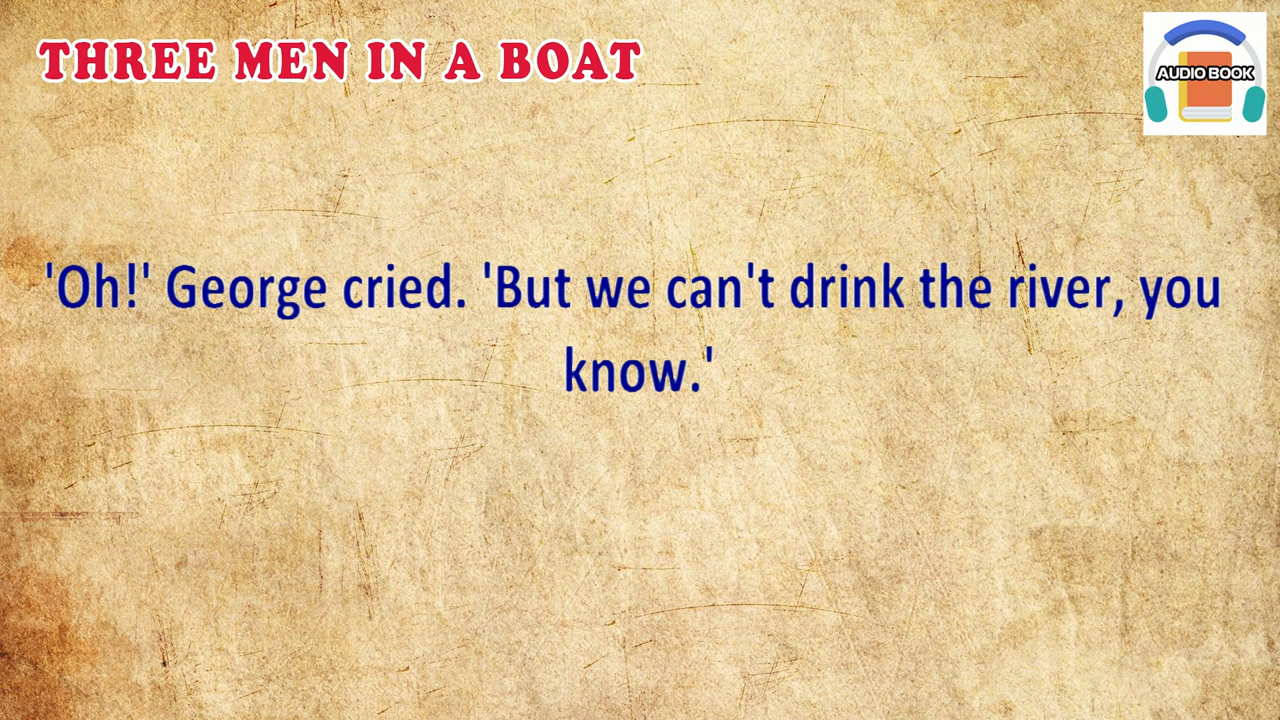 THREE MEN IN A BOAT
AUDIO BOOK
'Oh!' George cried. 'But we can't drink the river, you
know.'